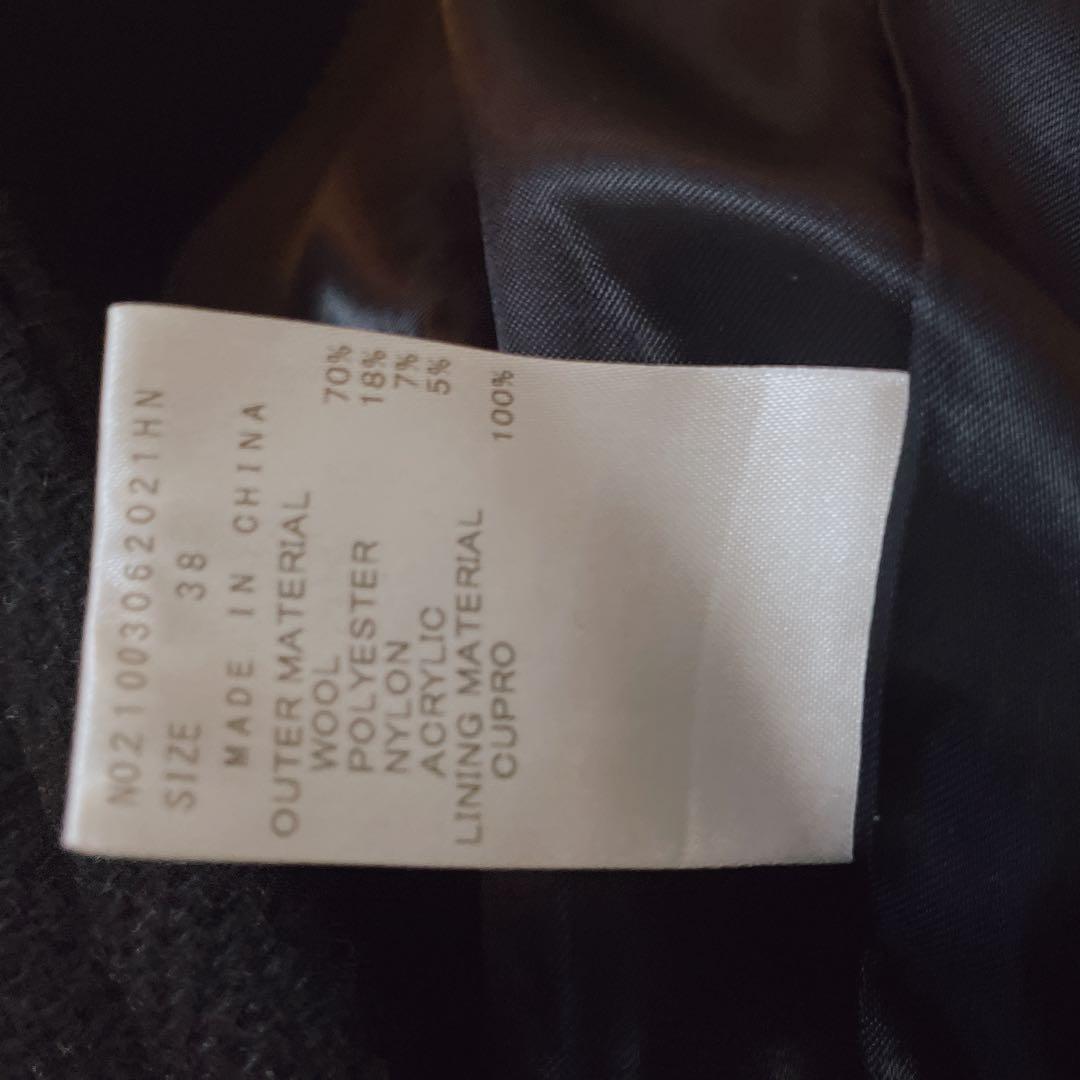 NO21003062021HN
SIZE 38
MADE IN CHINA
OUTER MATERIAL
WOOL 70%
POLYESTER 18%
NYLON 7%
ACRYLIC 5%
LINING MATERIAL
CUPRO 100%